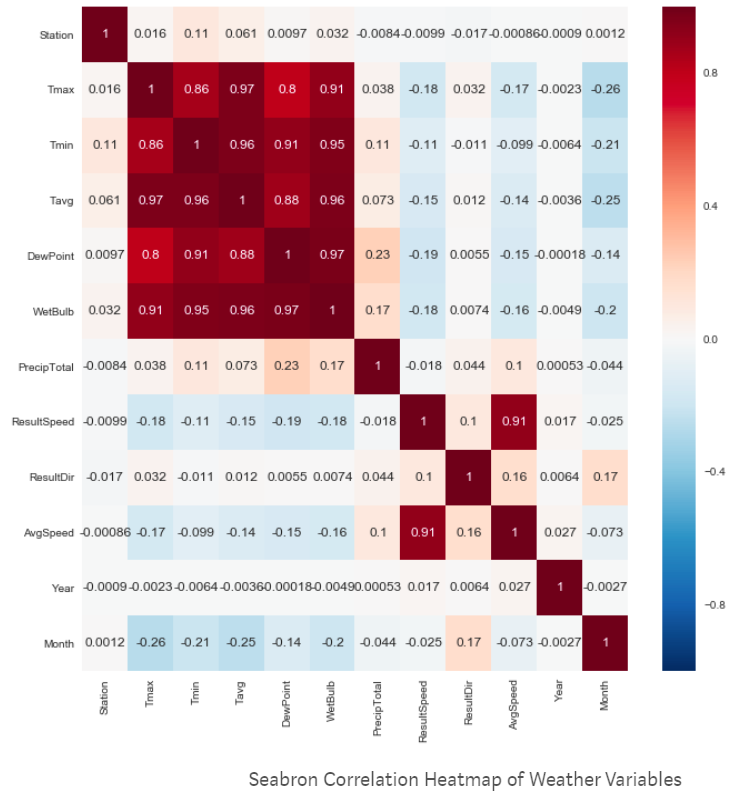 Station 1 0.016 0.11 0.061 0.0097 0.032 -0.0084 -0.0099 -0.017 -0.00086 -0.0009 0.0012
0.8
Tmax 0.016 1 0.86 0.97 0.8 0.91 0.038 -0.18 0.032 -0.17 -0.0023 -0.26
Tmin 0.11 0.86 1 0.96 0.91 0.95 0.11 -0.11 -0.011 -0.099 -0.0064 -0.21
Tavg 0.061 0.97 0.96 1 0.88 0.96 0.073 -0.15 0.012 -0.14 -0.0036 -0.25
0.4
DewPoint 0.0097 0.8 0.91 0.88 1 0.97 0.23 -0.19 0.0055 -0.15 -0.00018 -0.14
WetBulb 0.032 0.91 0.95 0.96 0.97 1 0.17 -0.18 0.0074 -0.16 -0.0049 -0.2
0.0
PrecipTotal -0.0084 0.038 0.11 0.073 0.23 0.17 1 -0.018 0.044 0.1 0.00053 -0.044
ResultSpeed -0.0099 -0.18 -0.11 -0.15 -0.19 -0.18 -0.018 1 0.1 0.91 0.017 -0.025
−0.4
ResultDir -0.017 0.032 -0.011 0.012 0.0055 0.0074 0.044 0.1 1 0.16 0.0064 0.17
AvgSpeed -0.00086 -0.17 -0.099 -0.14 -0.15 -0.16 0.1 0.91 0.16 1 0.027 -0.073
Year -0.0009 -0.0023 -0.0064 -0.0036 -0.00018 -0.0049 0.00053 0.017 0.0064 0.027 1 -0.0027
−0.8
Month 0.0012 -0.26 -0.21 -0.25 -0.14 -0.2 -0.044 -0.025 0.17 -0.073 -0.0027 1
Station Tmax Tmin Tavg DewPoint WetBulb PrecipTotal ResultSpeed ResultDir AvgSpeed Year Month
Seabron Correlation Heatmap of Weather Variables